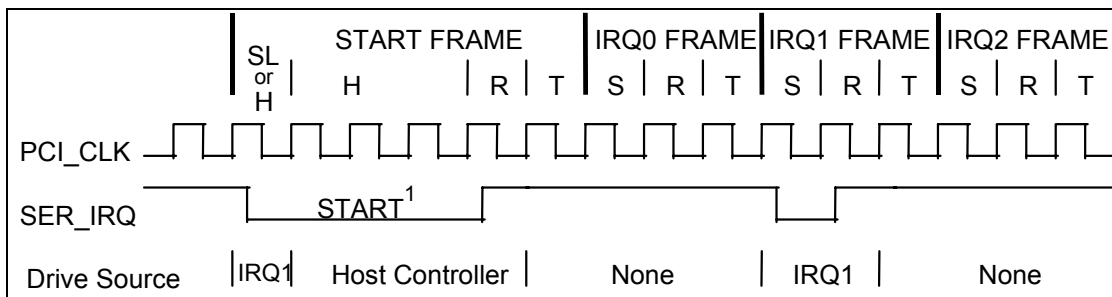 START FRAME IRQ0 FRAME IRQ1 FRAME IRQ2 FRAME
SL
or
H
H R T S R T S R T S R T
PCI_CLK
SER_IRQ START1
Drive Source IRQ1 Host Controller None IRQ1 None